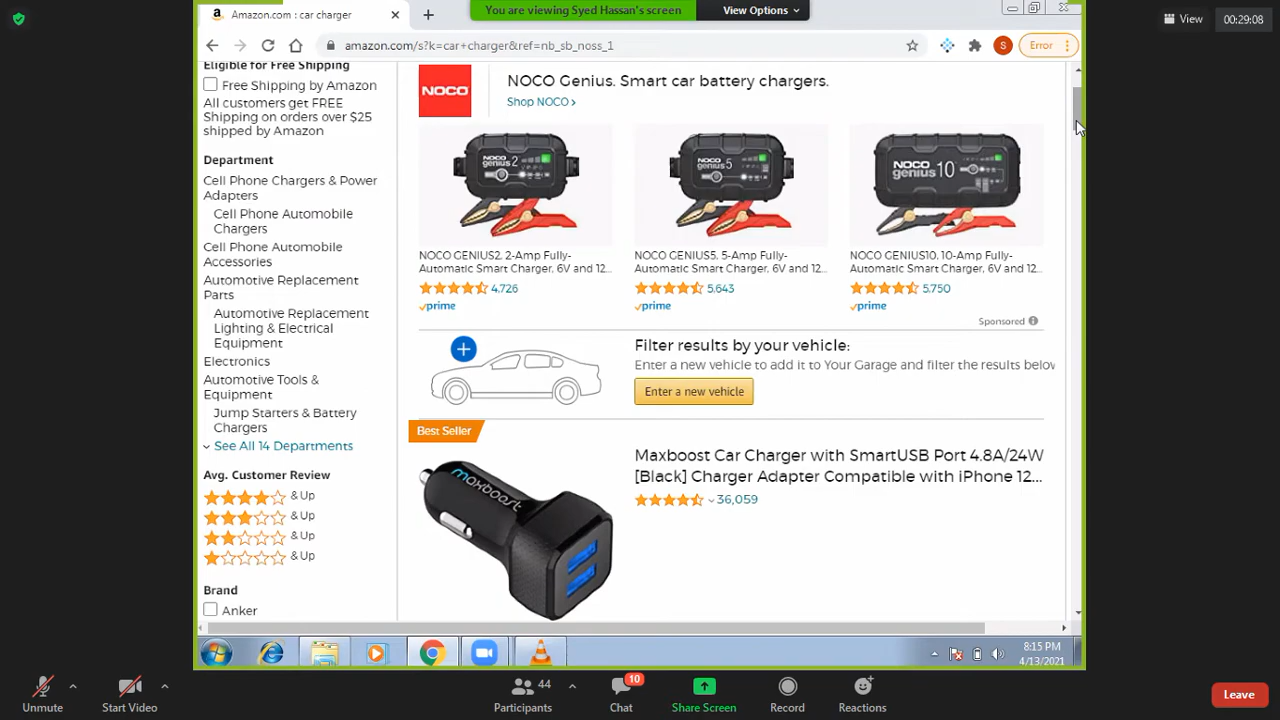 Amazon.com : car charger
You are viewing Syed Hassan's screen
View Options
View
00:29:08
amazon.com/s?k=car+charger&ref=nb_sb_noss_1
S
Error
Eligible for Free Shipping
Free Shipping by Amazon
All customers get FREE
Shipping on orders over $25
shipped by Amazon
Department
Cell Phone Chargers & Power
Adapters
Cell Phone Automobile
Chargers
Cell Phone Automobile
Accessories
Automotive Replacement
Parts
Automotive Replacement
Lighting & Electrical
Equipment
Electronics
Automotive Tools &
Equipment
Jump Starters & Battery
Chargers
See All 14 Departments
Avg. Customer Review
& Up
& Up
& Up
& Up
Brand
Anker
NOCO
NOCO Genius. Smart car battery chargers.
Shop NOCO ›
NOCO genius 2
NOCO genius 5
NOCO genius 10
NOCO GENIUS2, 2-Amp Fully-
Automatic Smart Charger, 6V and 12...
4,726
prime
NOCO GENIUS5, 5-Amp Fully-
Automatic Smart Charger, 6V and 12...
5,643
prime
NOCO GENIUS10, 10-Amp Fully-
Automatic Smart Charger, 6V and 12...
5,750
prime
Sponsored
Filter results by your vehicle:
Enter a new vehicle to add it to Your Garage and filter the results below
Enter a new vehicle
Best Seller
maxboost
Maxboost Car Charger with SmartUSB Port 4.8A/24W
[Black] Charger Adapter Compatible with iPhone 12...
36,059
8:15 PM
4/13/2021
Unmute
Start Video
44
Participants
10
Chat
Share Screen
Record
Reactions
Leave